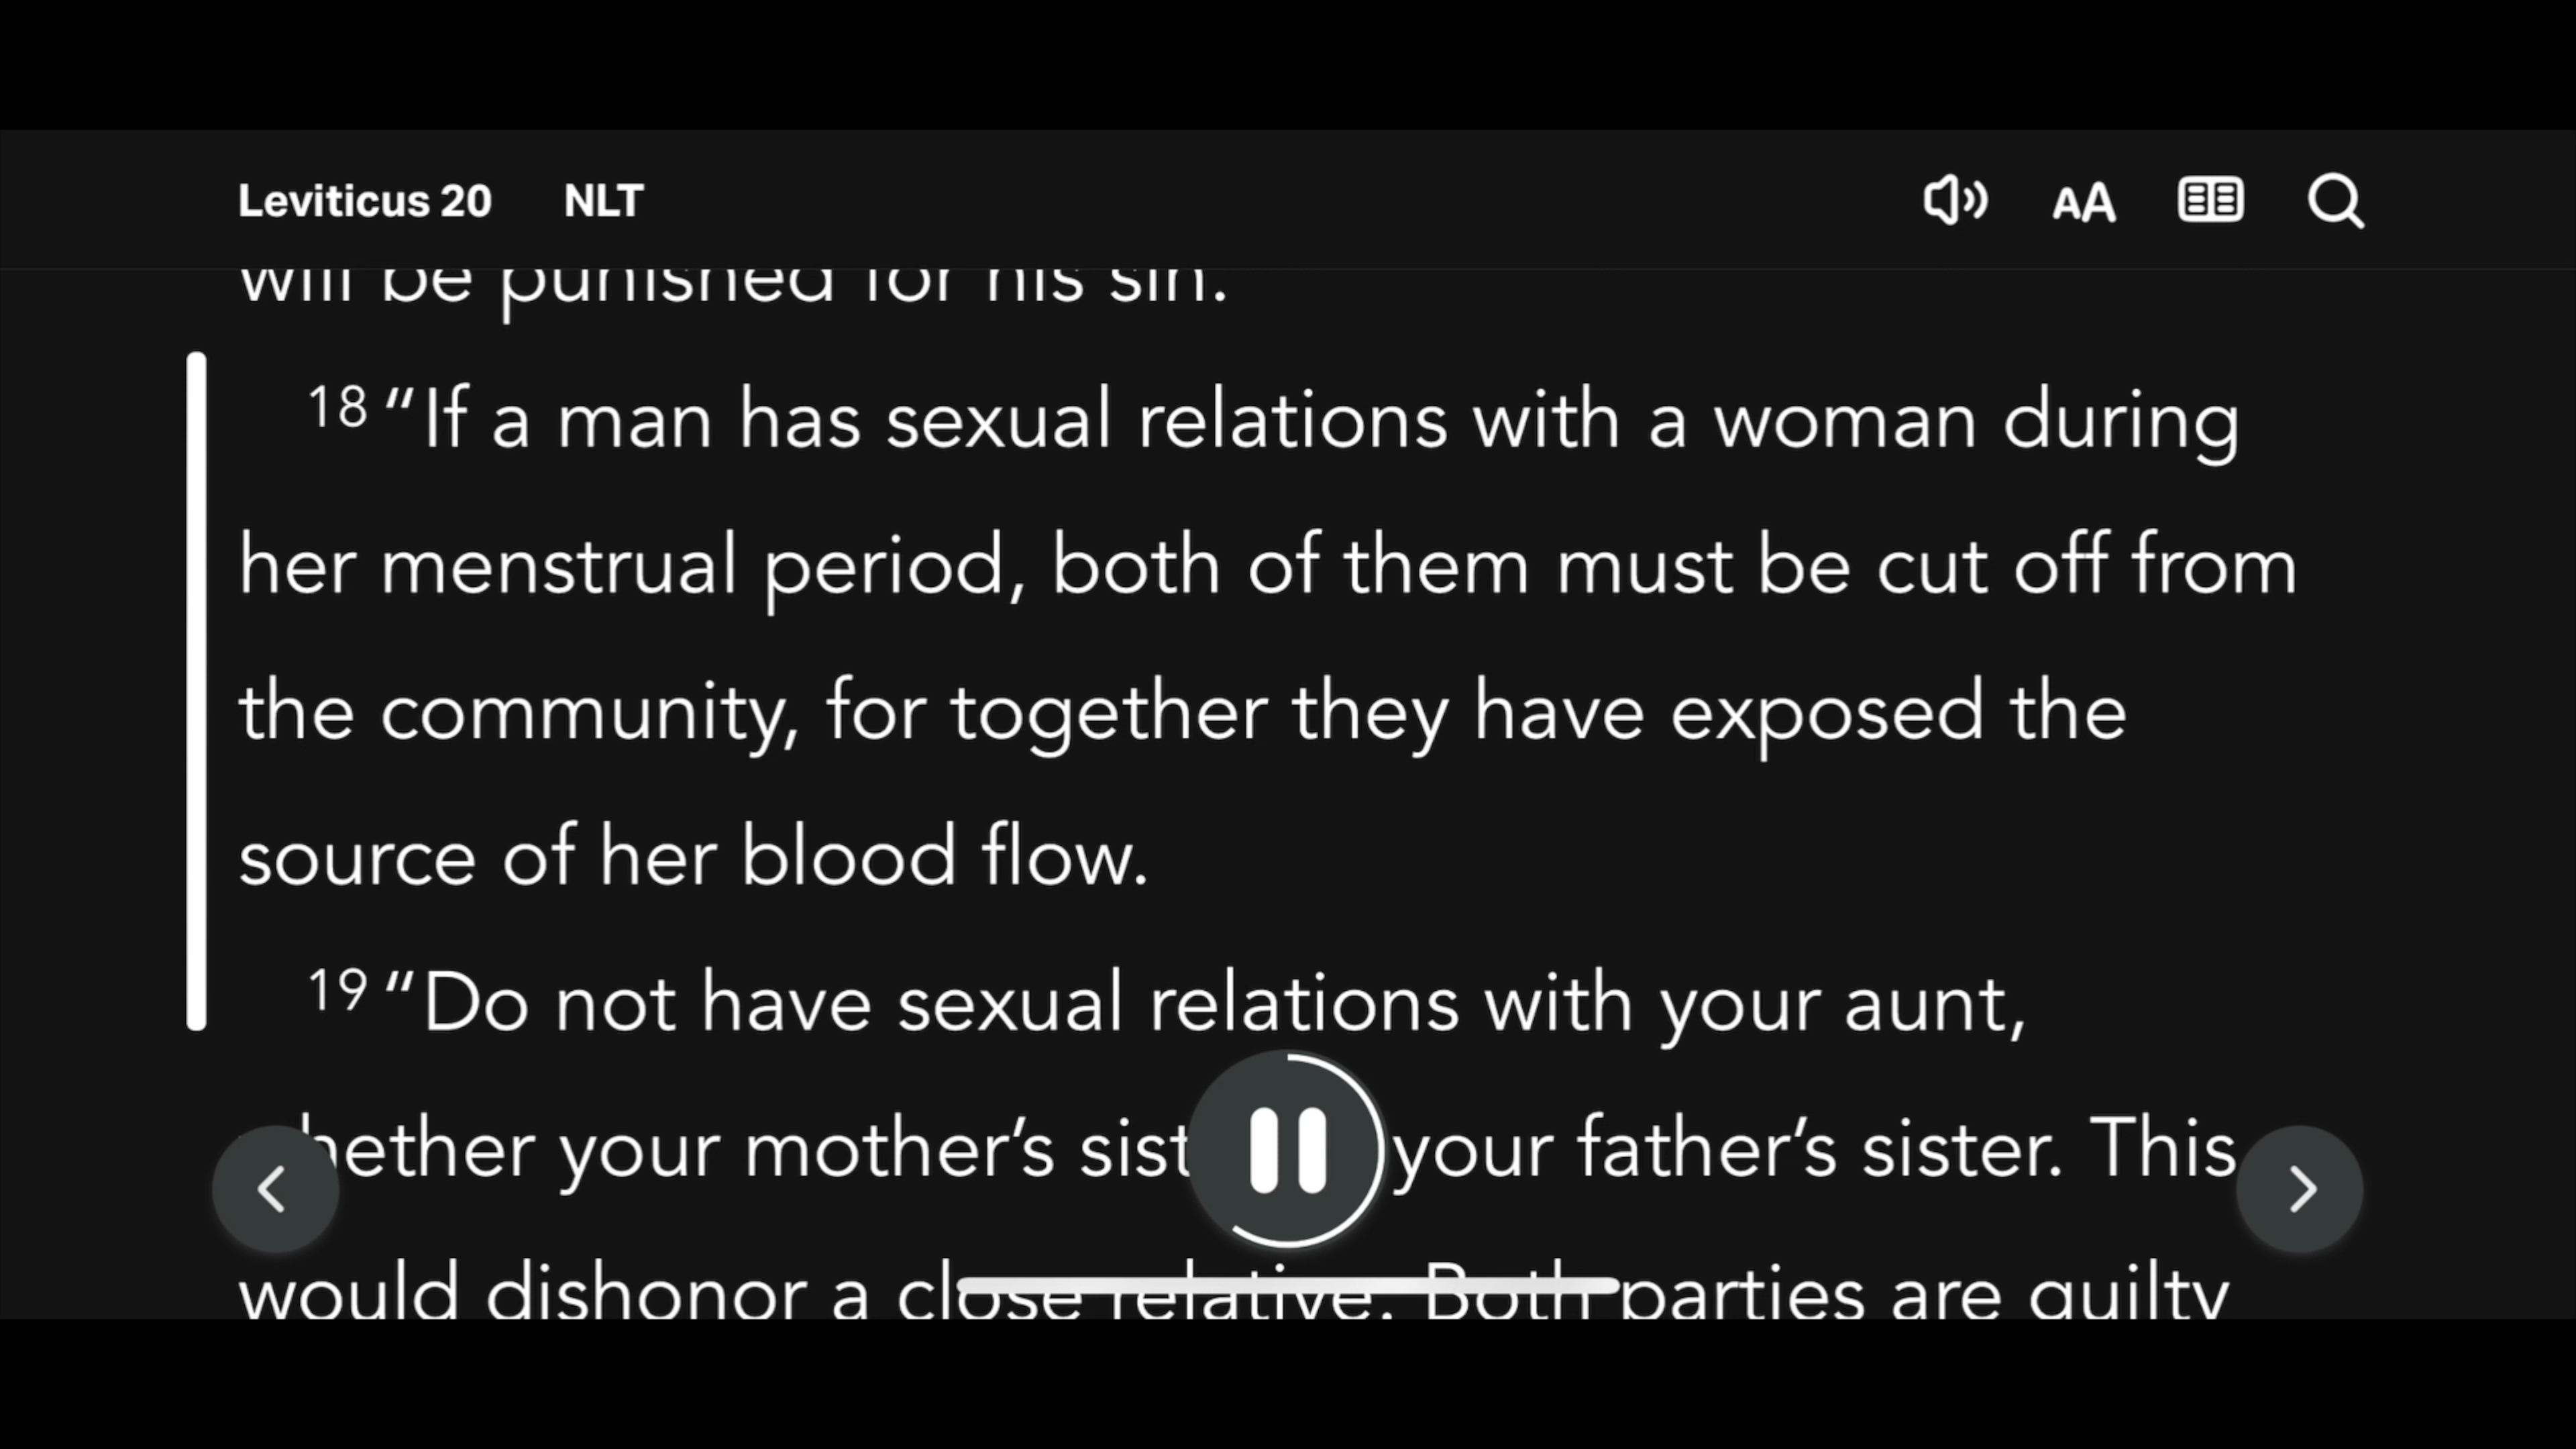 Leviticus 20 NLT AA
will be punished for his sin.
18 “If a man has sexual relations with a woman during
her menstrual period, both of them must be cut off from
the community, for together they have exposed the
source of her blood flow.
19 “Do not have sexual relations with your aunt,
your mother’s your father’s sister. This
would dishonor a close relative. Both parties are guilty